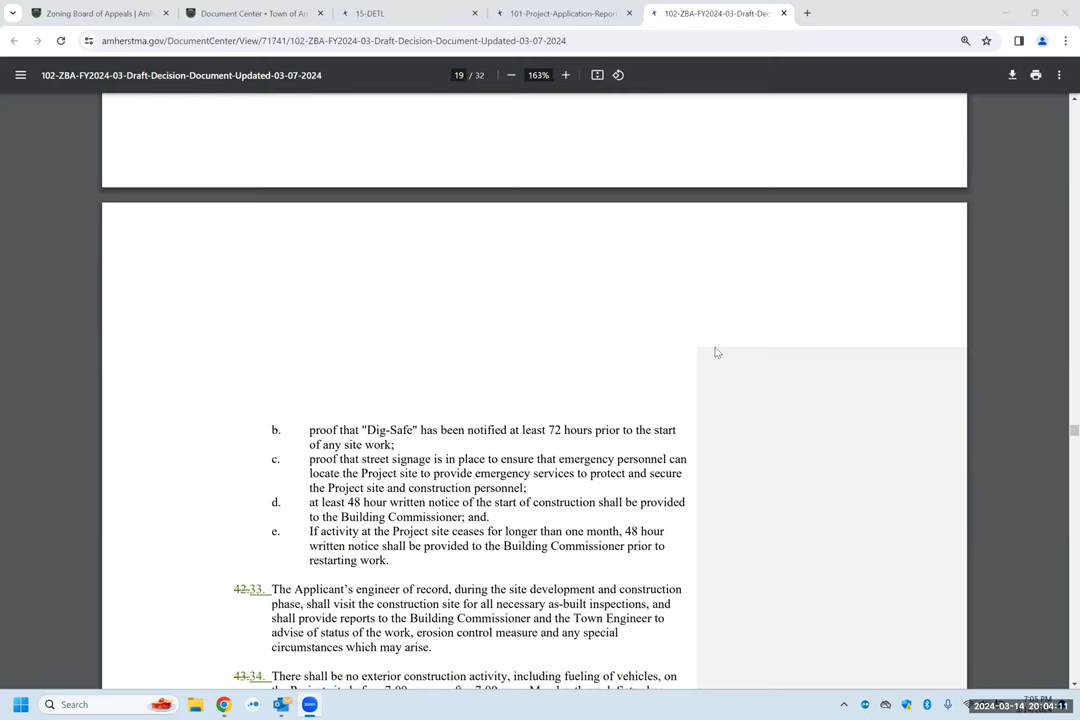 Zoning Board of Appeals | Amh
Document Center • Town of Am
15-DETL
101-Project-Application-Repor
102-ZBA-FY2024-03-Draft-Dec
amherstma.gov/DocumentCenter/View/71741/102-ZBA-FY2024-03-Draft-Decision-Document-Updated-03-07-2024
102-ZBA-FY2024-03-Draft-Decision-Document-Updated-03-07-2024
19 / 32
163%
b. proof that "Dig-Safe" has been notified at least 72 hours prior to the start
of any site work;
c. proof that street signage is in place to ensure that emergency personnel can
locate the Project site to provide emergency services to protect and secure
the Project site and construction personnel;
d. at least 48 hour written notice of the start of construction shall be provided
to the Building Commissioner; and.
e. If activity at the Project site ceases for longer than one month, 48 hour
written notice shall be provided to the Building Commissioner prior to
restarting work.
42.33. The Applicant's engineer of record, during the site development and construction
phase, shall visit the construction site for all necessary as-built inspections, and
shall provide reports to the Building Commissioner and the Town Engineer to
advise of status of the work, erosion control measure and any special
circumstances which may arise.
43.34. There shall be no exterior construction activity, including fueling of vehicles, on
Search
7:05 PM
2024-03-14 20:04:11